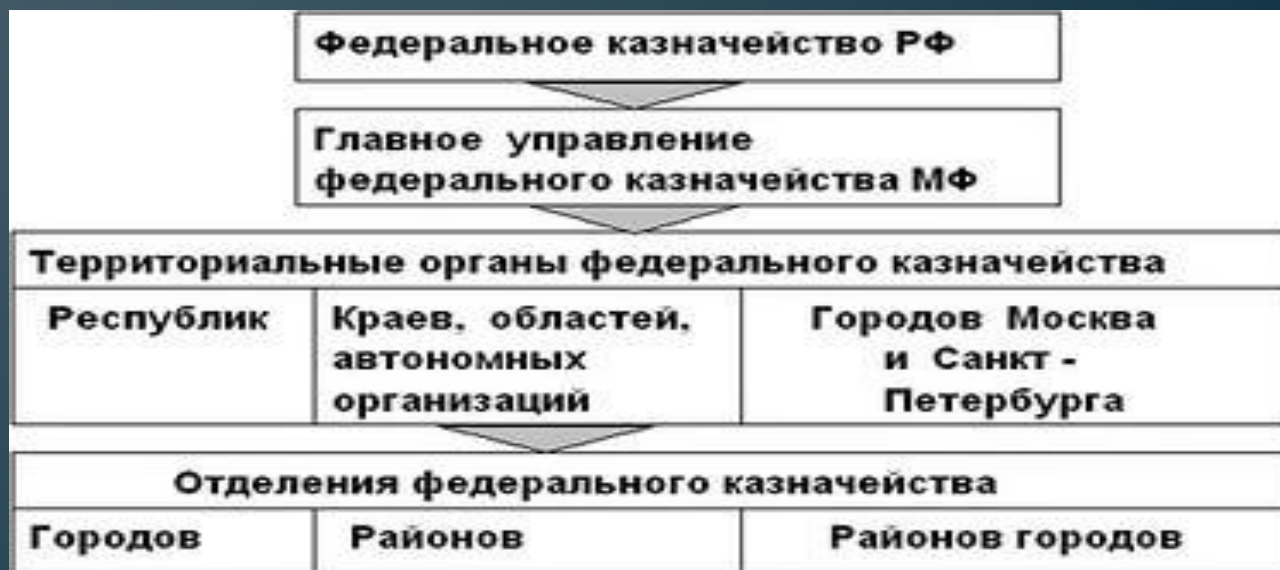 Федеральное казначейство РФ
Главное управление
федерального казначейства МФ
Территориальные органы федерального казначейства
Республик
Краев, областей,
автономных
организаций
Городов Москва
и Санкт -
Петербурга
Отделения федерального казначейства
Городов
Районов
Районов городов